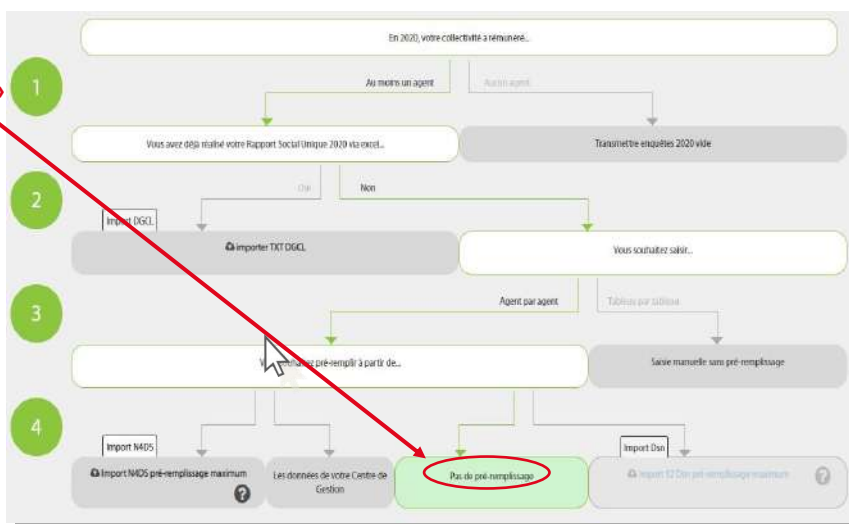 En 2020, votre collectivité a rémunéré...
1
Au moins un agent
Aucun agent
Vous avez déjà réalisé votre Rapport Social Unique 2020 via excel...
Transmettre enquêtes 2020 vide
2
Oui
Non
Import DGCL
importer TXT DGCL
Vous souhaitez saisir...
3
Agent par agent
Tableau par tableau
souhaitez pré-remplir à partir de...
Saisie manuelle sans pré-remplissage
4
Import N4DS
Import N4DS pré-remplissage maximum
?
Les données de votre Centre de
Gestion
Pas de pré-remplissage
Import Dsn
Import 12 Dsn pré-remplissage maximum
?